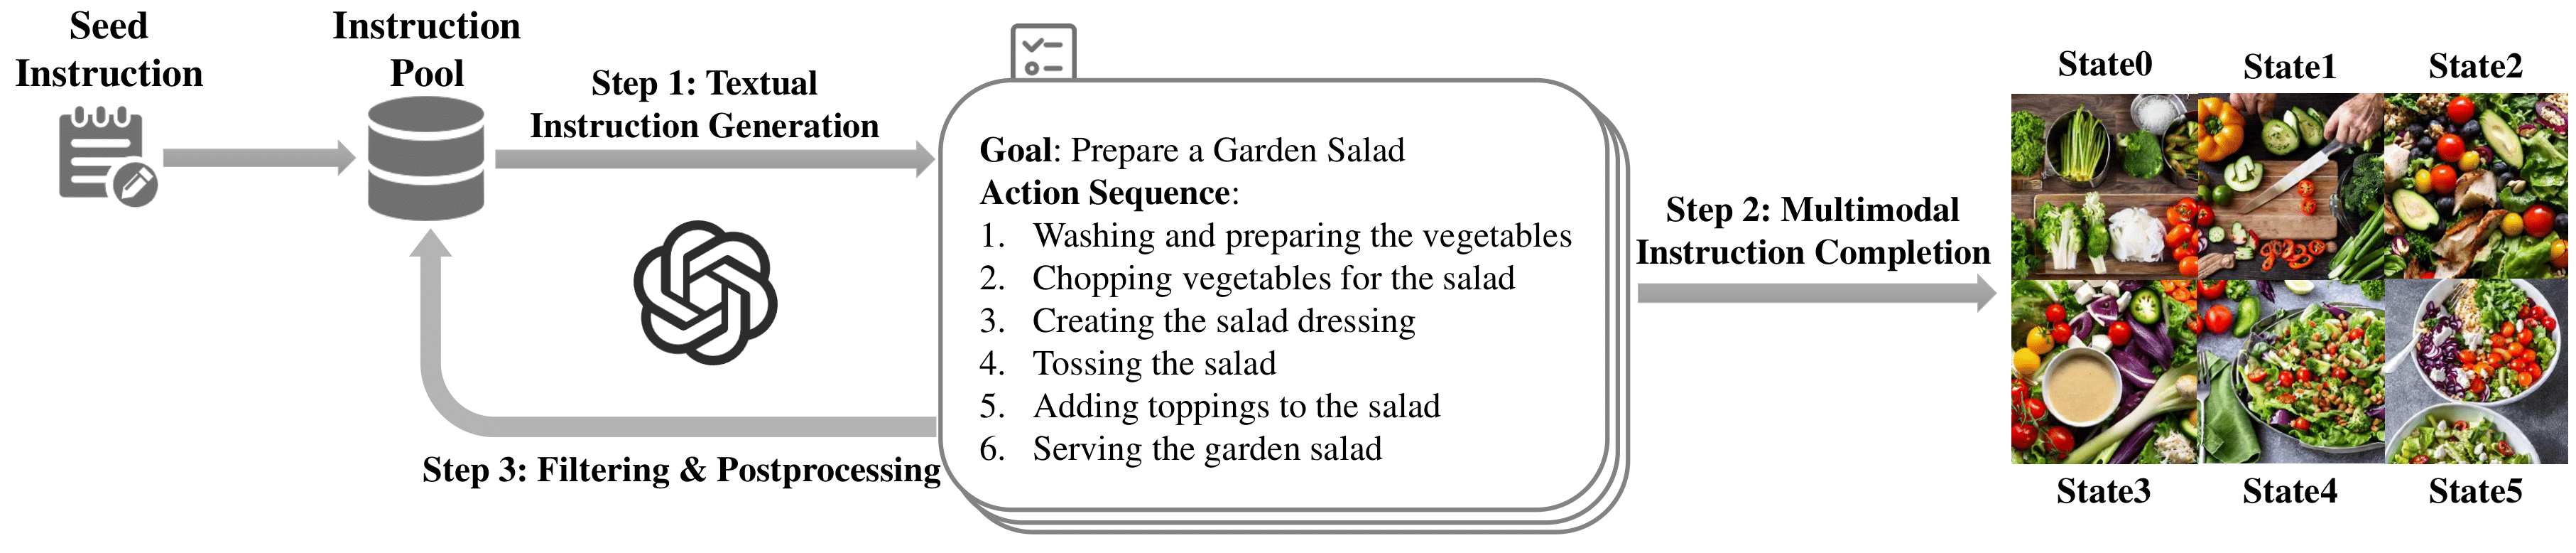 Seed
Instruction
Instruction
Pool
Step 1: Textual
Instruction Generation
Goal: Prepare a Garden Salad
Action Sequence:
1. Washing and preparing the vegetables
2. Chopping vegetables for the salad
3. Creating the salad dressing
4. Tossing the salad
5. Adding toppings to the salad
6. Serving the garden salad
Step 3: Filtering & Postprocessing
Step 2: Multimodal
Instruction Completion
State0 State1 State2
State3 State4 State5